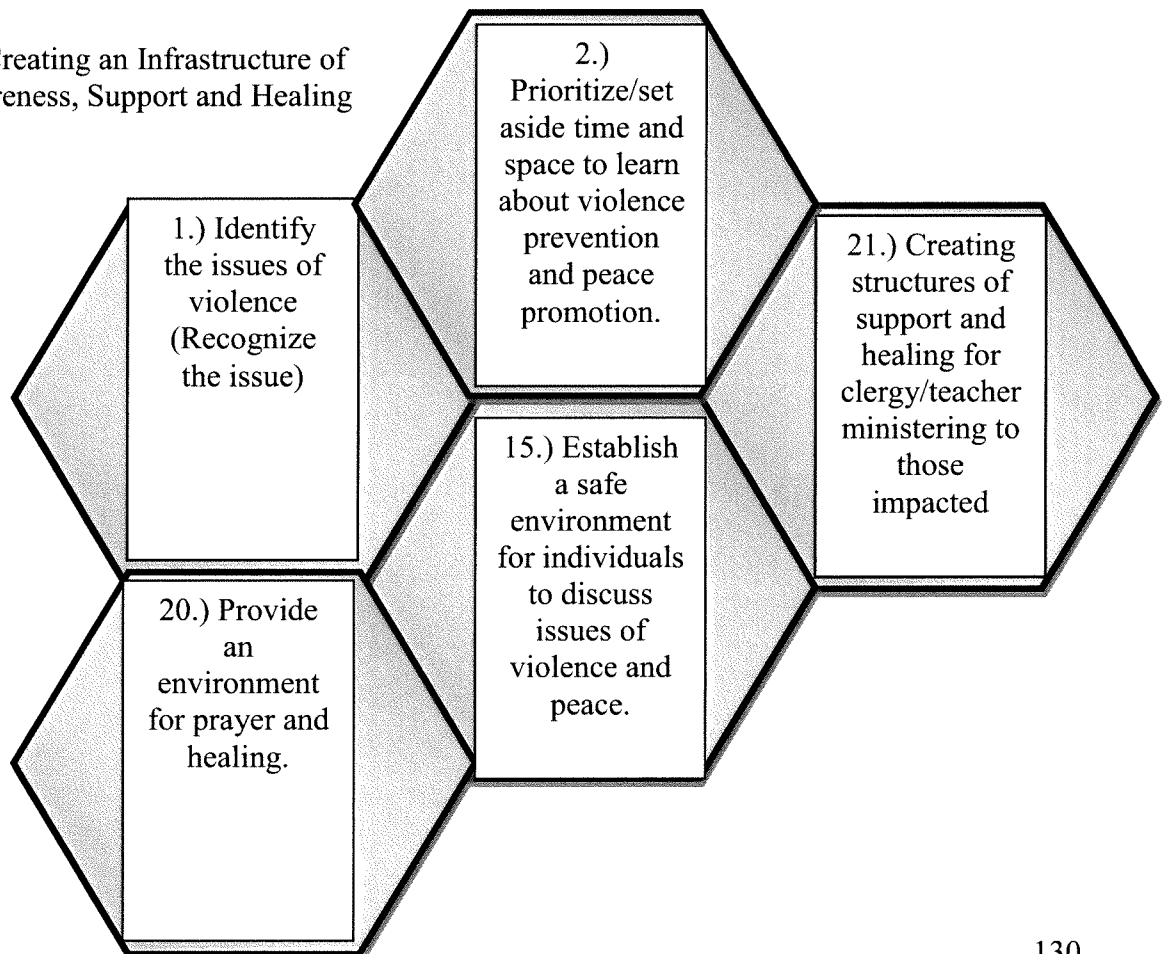 reating an Infrastructure of
reness, Support and Healing
2.)
Prioritize/set
aside time and
space to learn
about violence
prevention
and peace
promotion.
1.) Identify
the issues of
violence
(Recognize
the issue)
21.) Creating
structures of
support and
healing for
clergy/teacher
ministering to
those
impacted
15.) Establish
a safe
environment
for individuals
to discuss
issues of
violence and
peace.
20.) Provide
an
environment
for prayer and
healing.
130